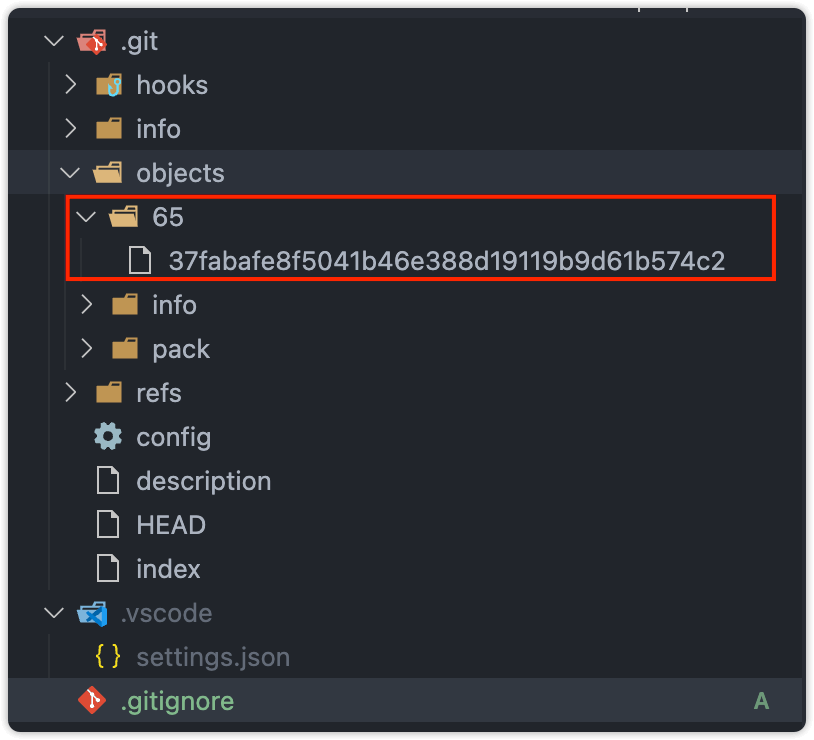 .git
hooks
info
objects
65
37fabafe8f5041b46e388d19119b9d61b574c2
info
pack
refs
config
description
HEAD
index
.vscode
{ } settings.json
.gitignore A